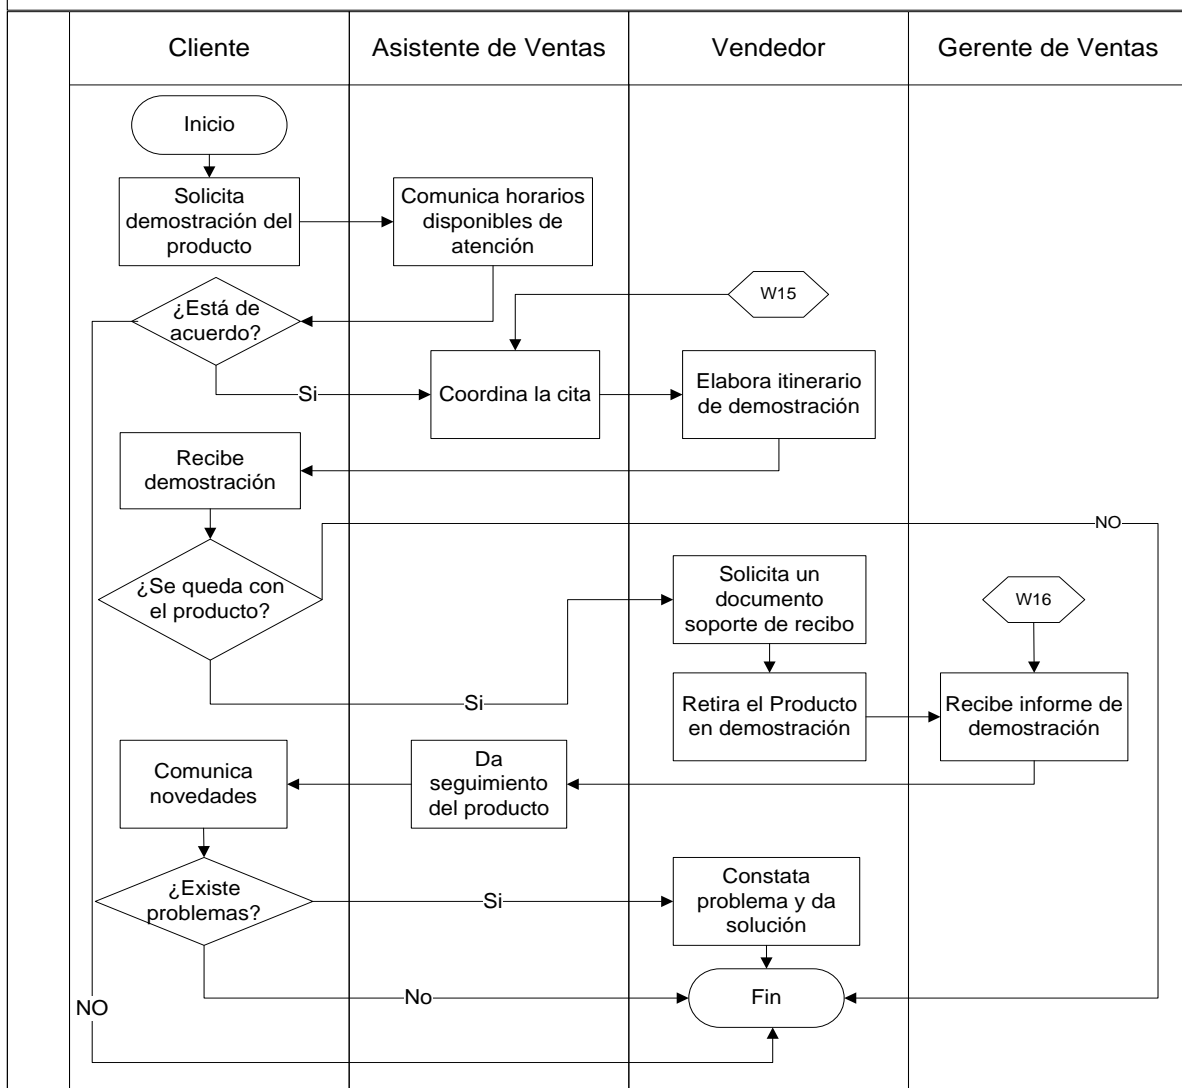 Cliente
Asistente de Ventas
Vendedor
Gerente de Ventas
Inicio
Solicita
demostración del
producto
Comunica horarios
disponibles de
atención
W15
¿Está de
acuerdo?
Si
Coordina la cita
Elabora itinerario
de demostración
Recibe
demostración
NO
¿Se queda con
el producto?
Solicita un
documento
soporte de recibo
W16
Si
Retira el Producto
en demostración
Recibe informe de
demostración
Comunica
novedades
Da
seguimiento
del producto
¿Existe
problemas?
Si
Constata
problema y da
solución
NO
No
Fin